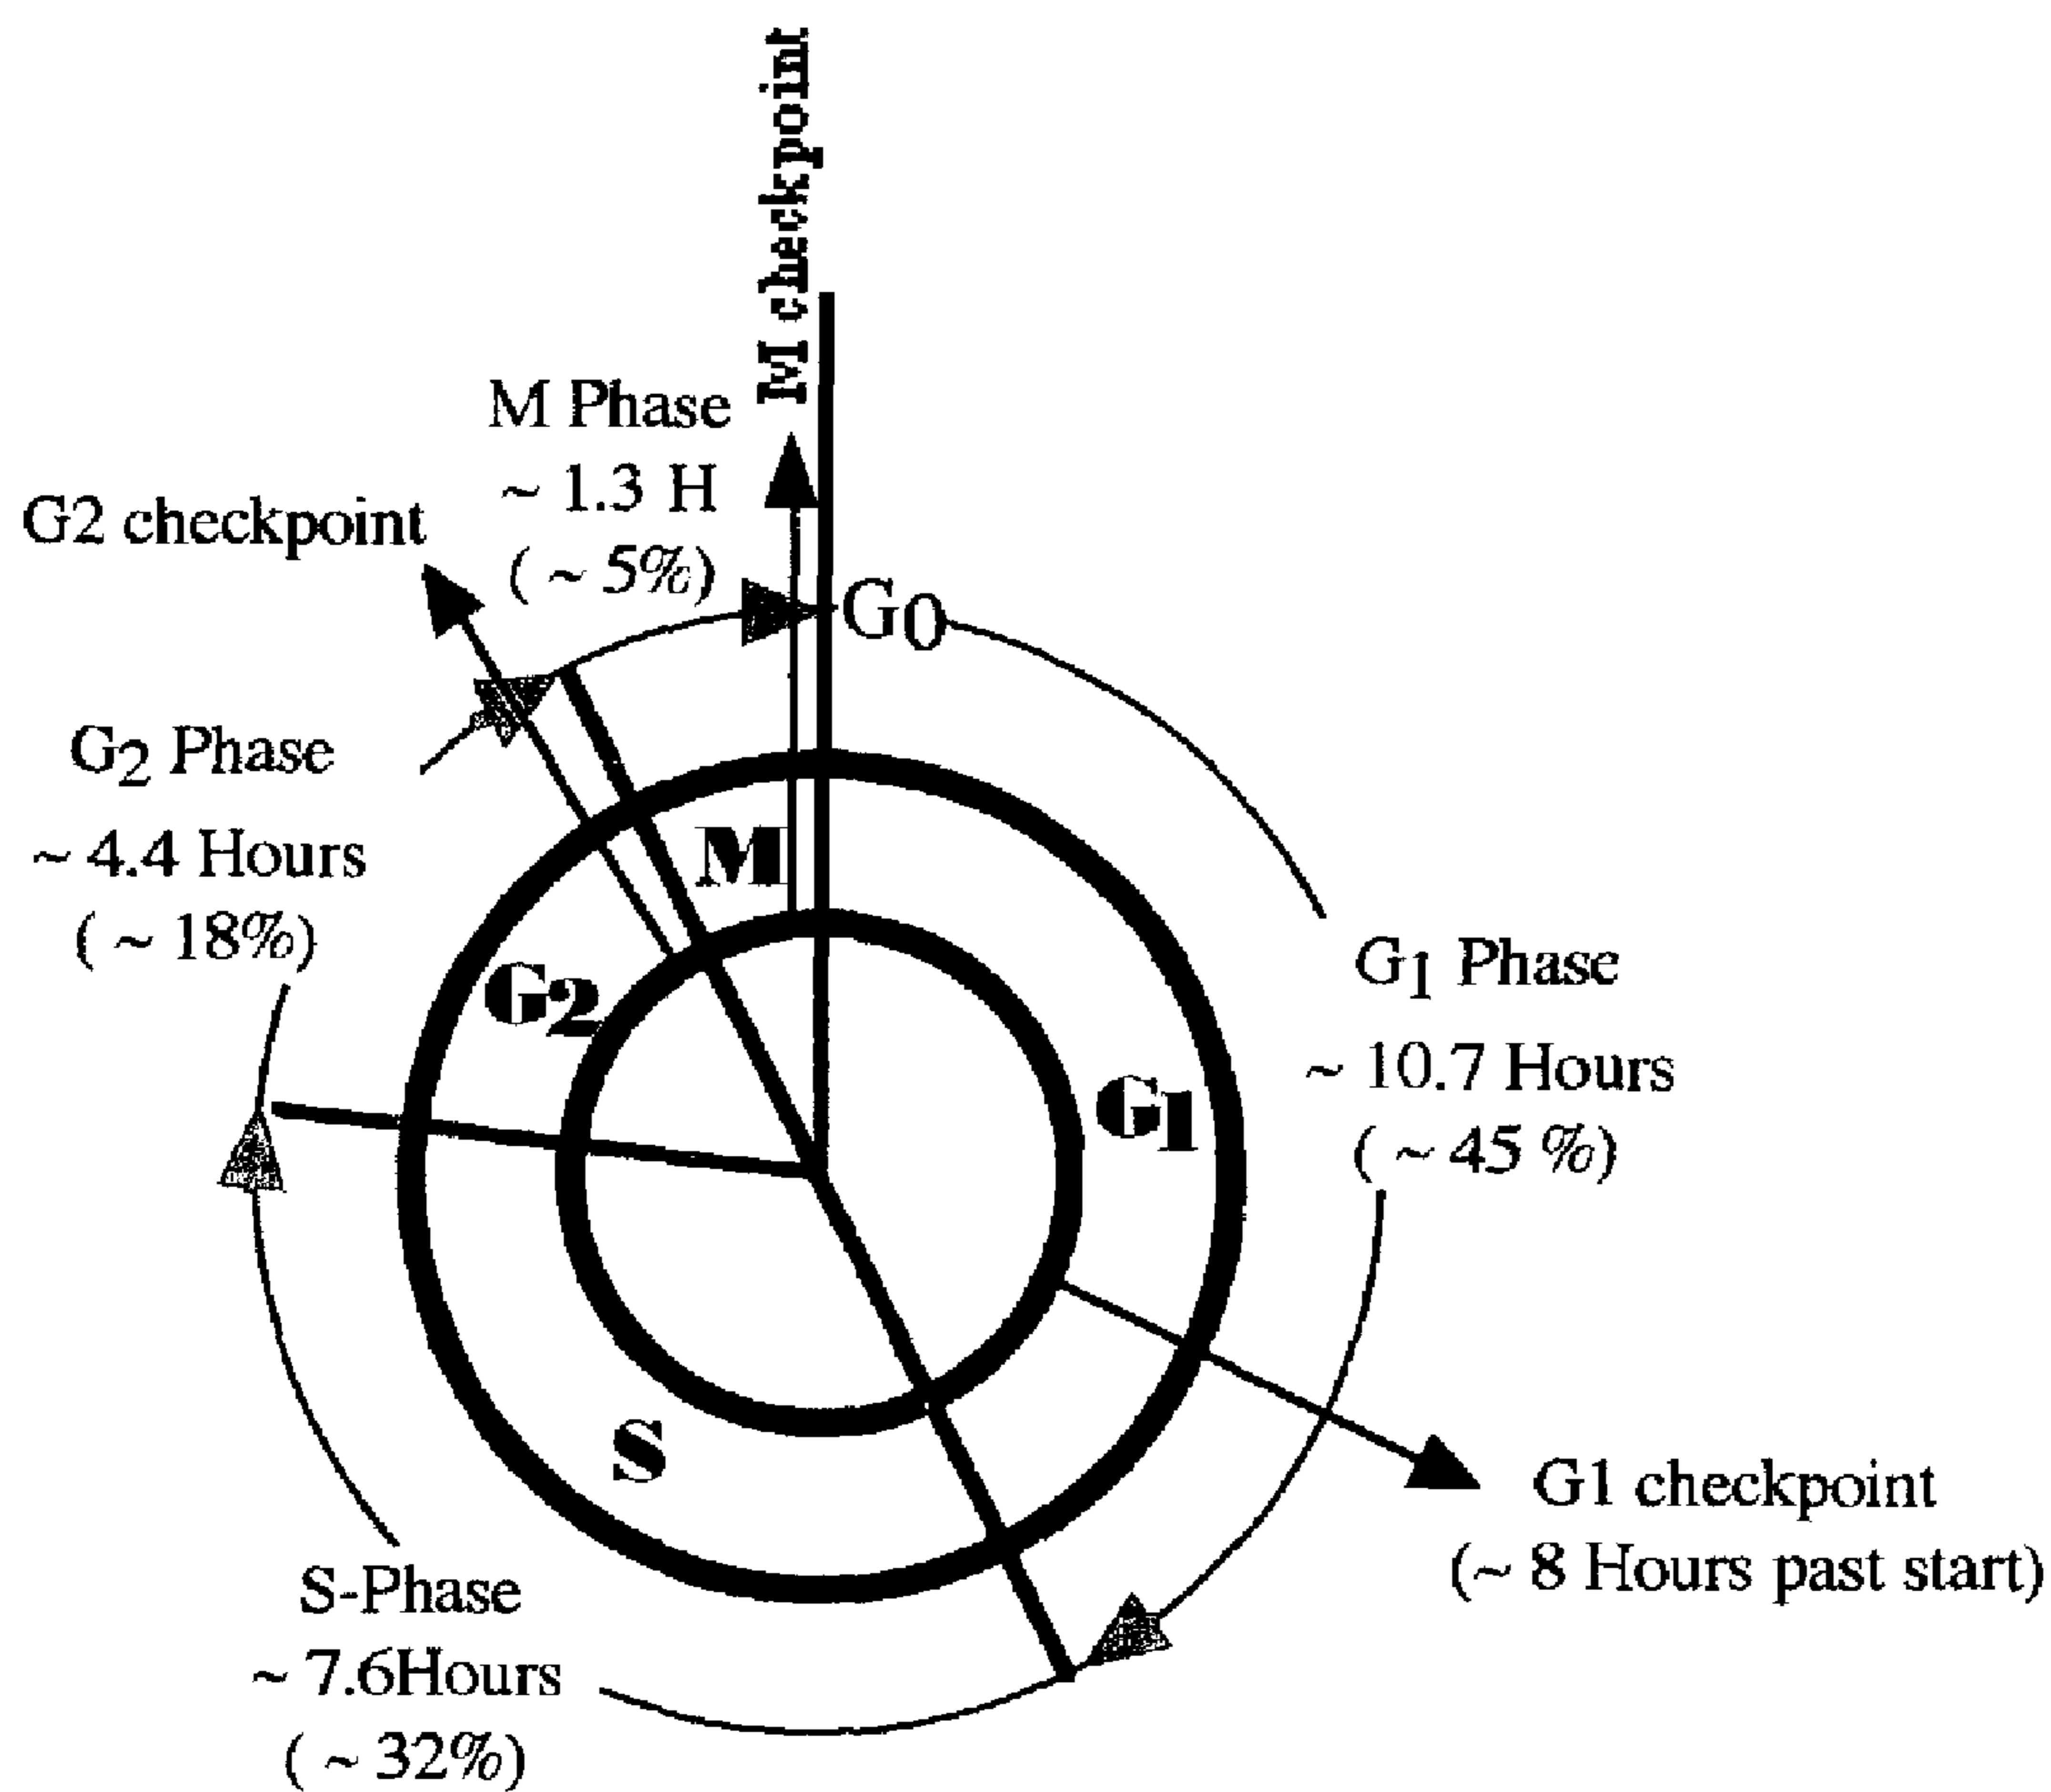 M checkpoint
M Phase
~ 1.3 H
( ~ 5%)
G2 checkpoint
G0
G2 Phase
~ 4.4 Hours
( ~ 18%)
M
G2
G1
S
G1 Phase
~ 10.7 Hours
( ~ 45 %)
G1 checkpoint
(~ 8 Hours past start)
S-Phase
~ 7.6Hours
( ~ 32%)